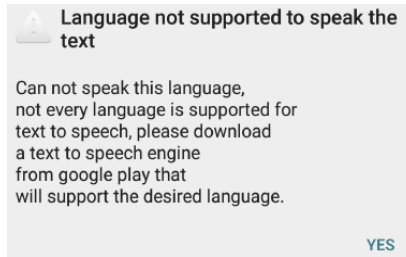 Language not supported to speak the
text
Can not speak this language,
not every language is supported for
text to speech, please download
a text to speech engine
from google play that
will support the desired language.
YES